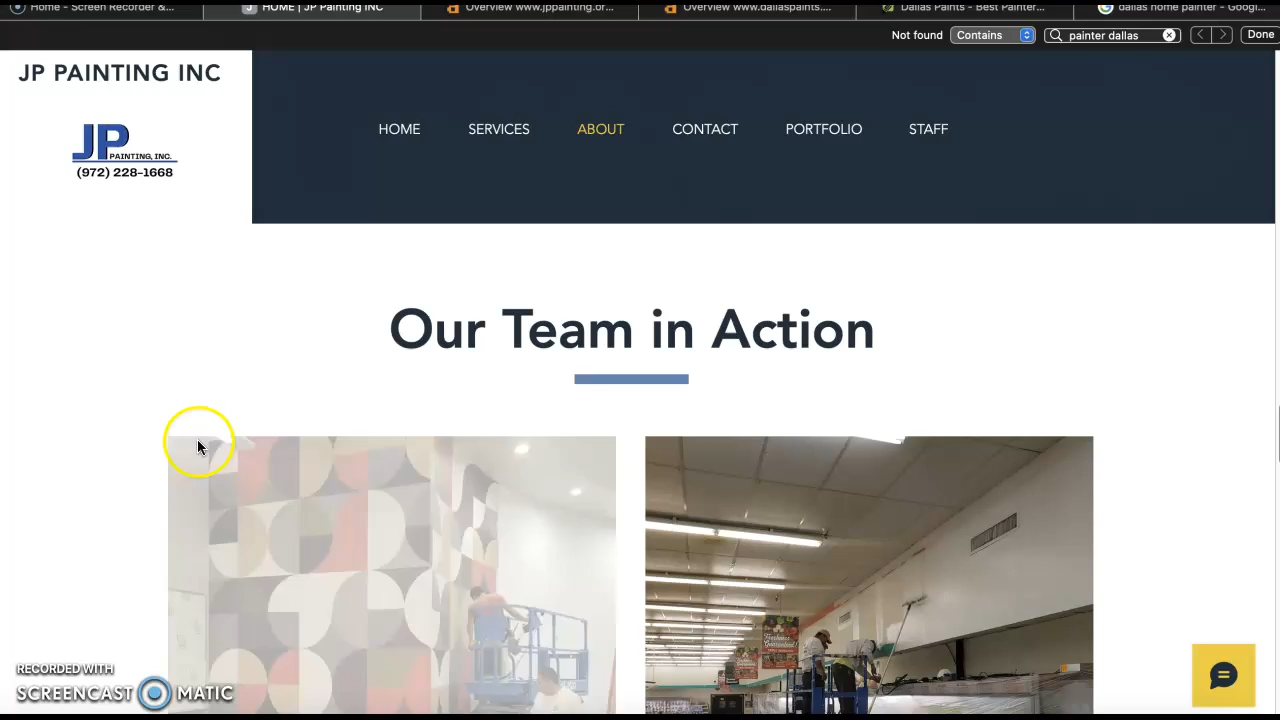 Home - Screen Recorder &...
HOME | JP PAINTING INC
Overview www.jppainting.or...
Overview www.dallaspaints....
Dallas Paints - Best Painter...
dallas home painter - Googl...
Not found
Contains
painter dallas
Done
JP PAINTING INC
JP
PAINTING, INC.
(972) 228-1668
HOME
SERVICES
ABOUT
CONTACT
PORTFOLIO
STAFF
Our Team in Action
RECORDED WITH
SCREENCAST MATIC